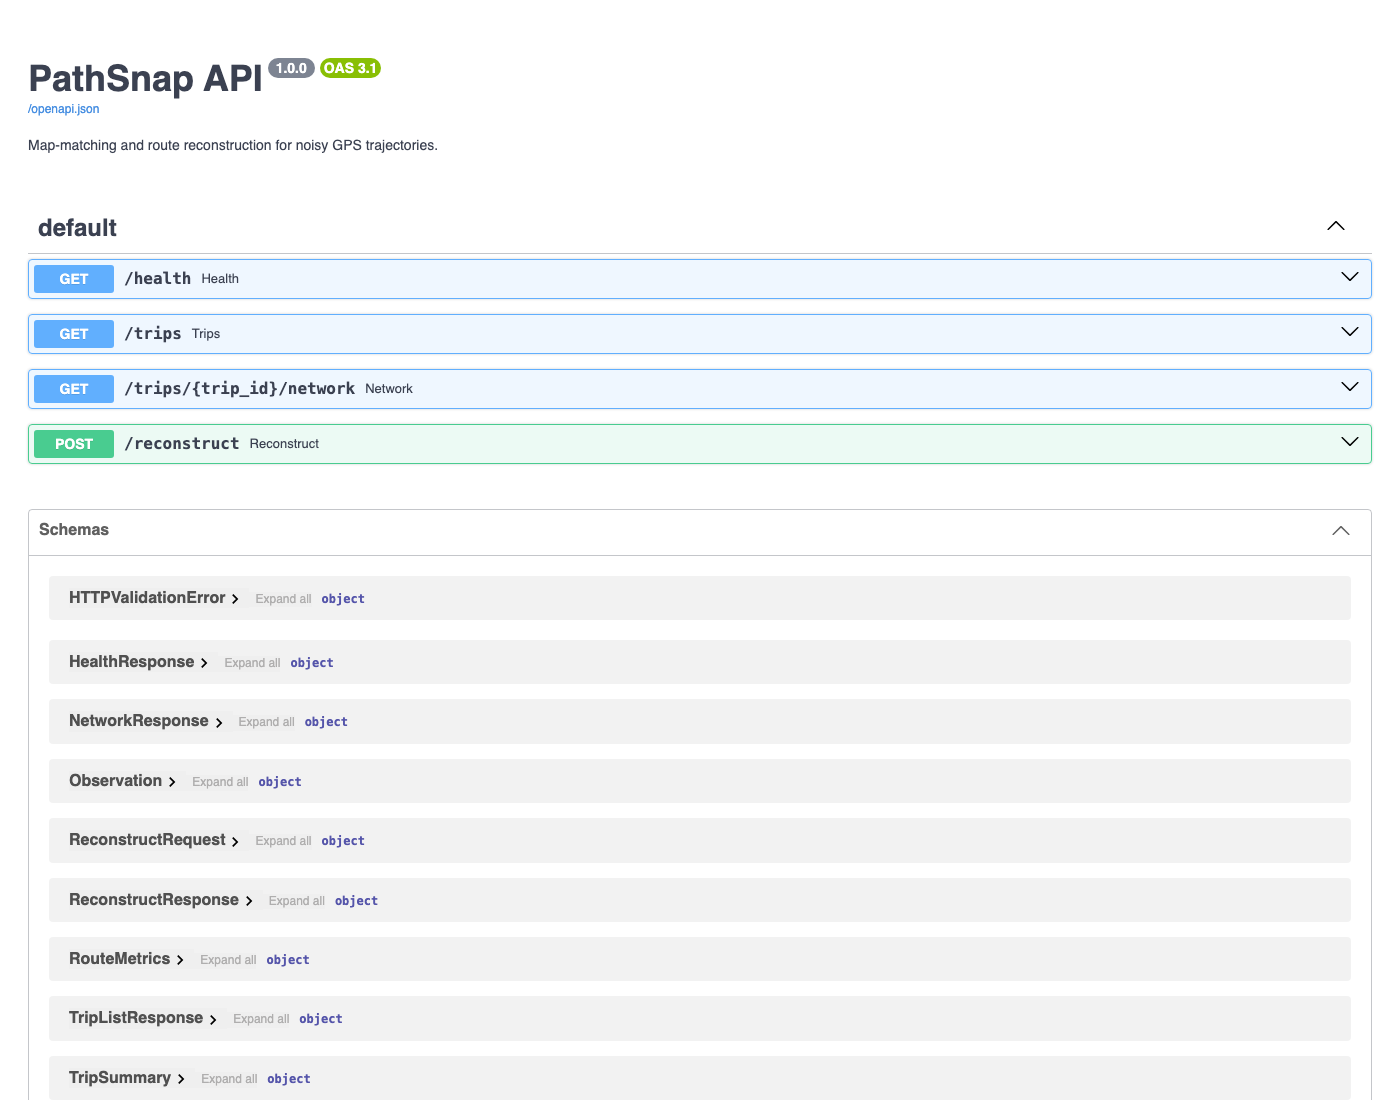 PathSnap API 1.0.0 OAS 3.1
/openapi.json
Map-matching and route reconstruction for noisy GPS trajectories.
default
GET /health Health
GET /trips Trips
GET /trips/{trip_id}/network Network
POST /reconstruct Reconstruct
Schemas
HTTPValidationError Expand all object
HealthResponse Expand all object
NetworkResponse Expand all object
Observation Expand all object
ReconstructRequest Expand all object
ReconstructResponse Expand all object
RouteMetrics Expand all object
TripListResponse Expand all object
TripSummary Expand all object